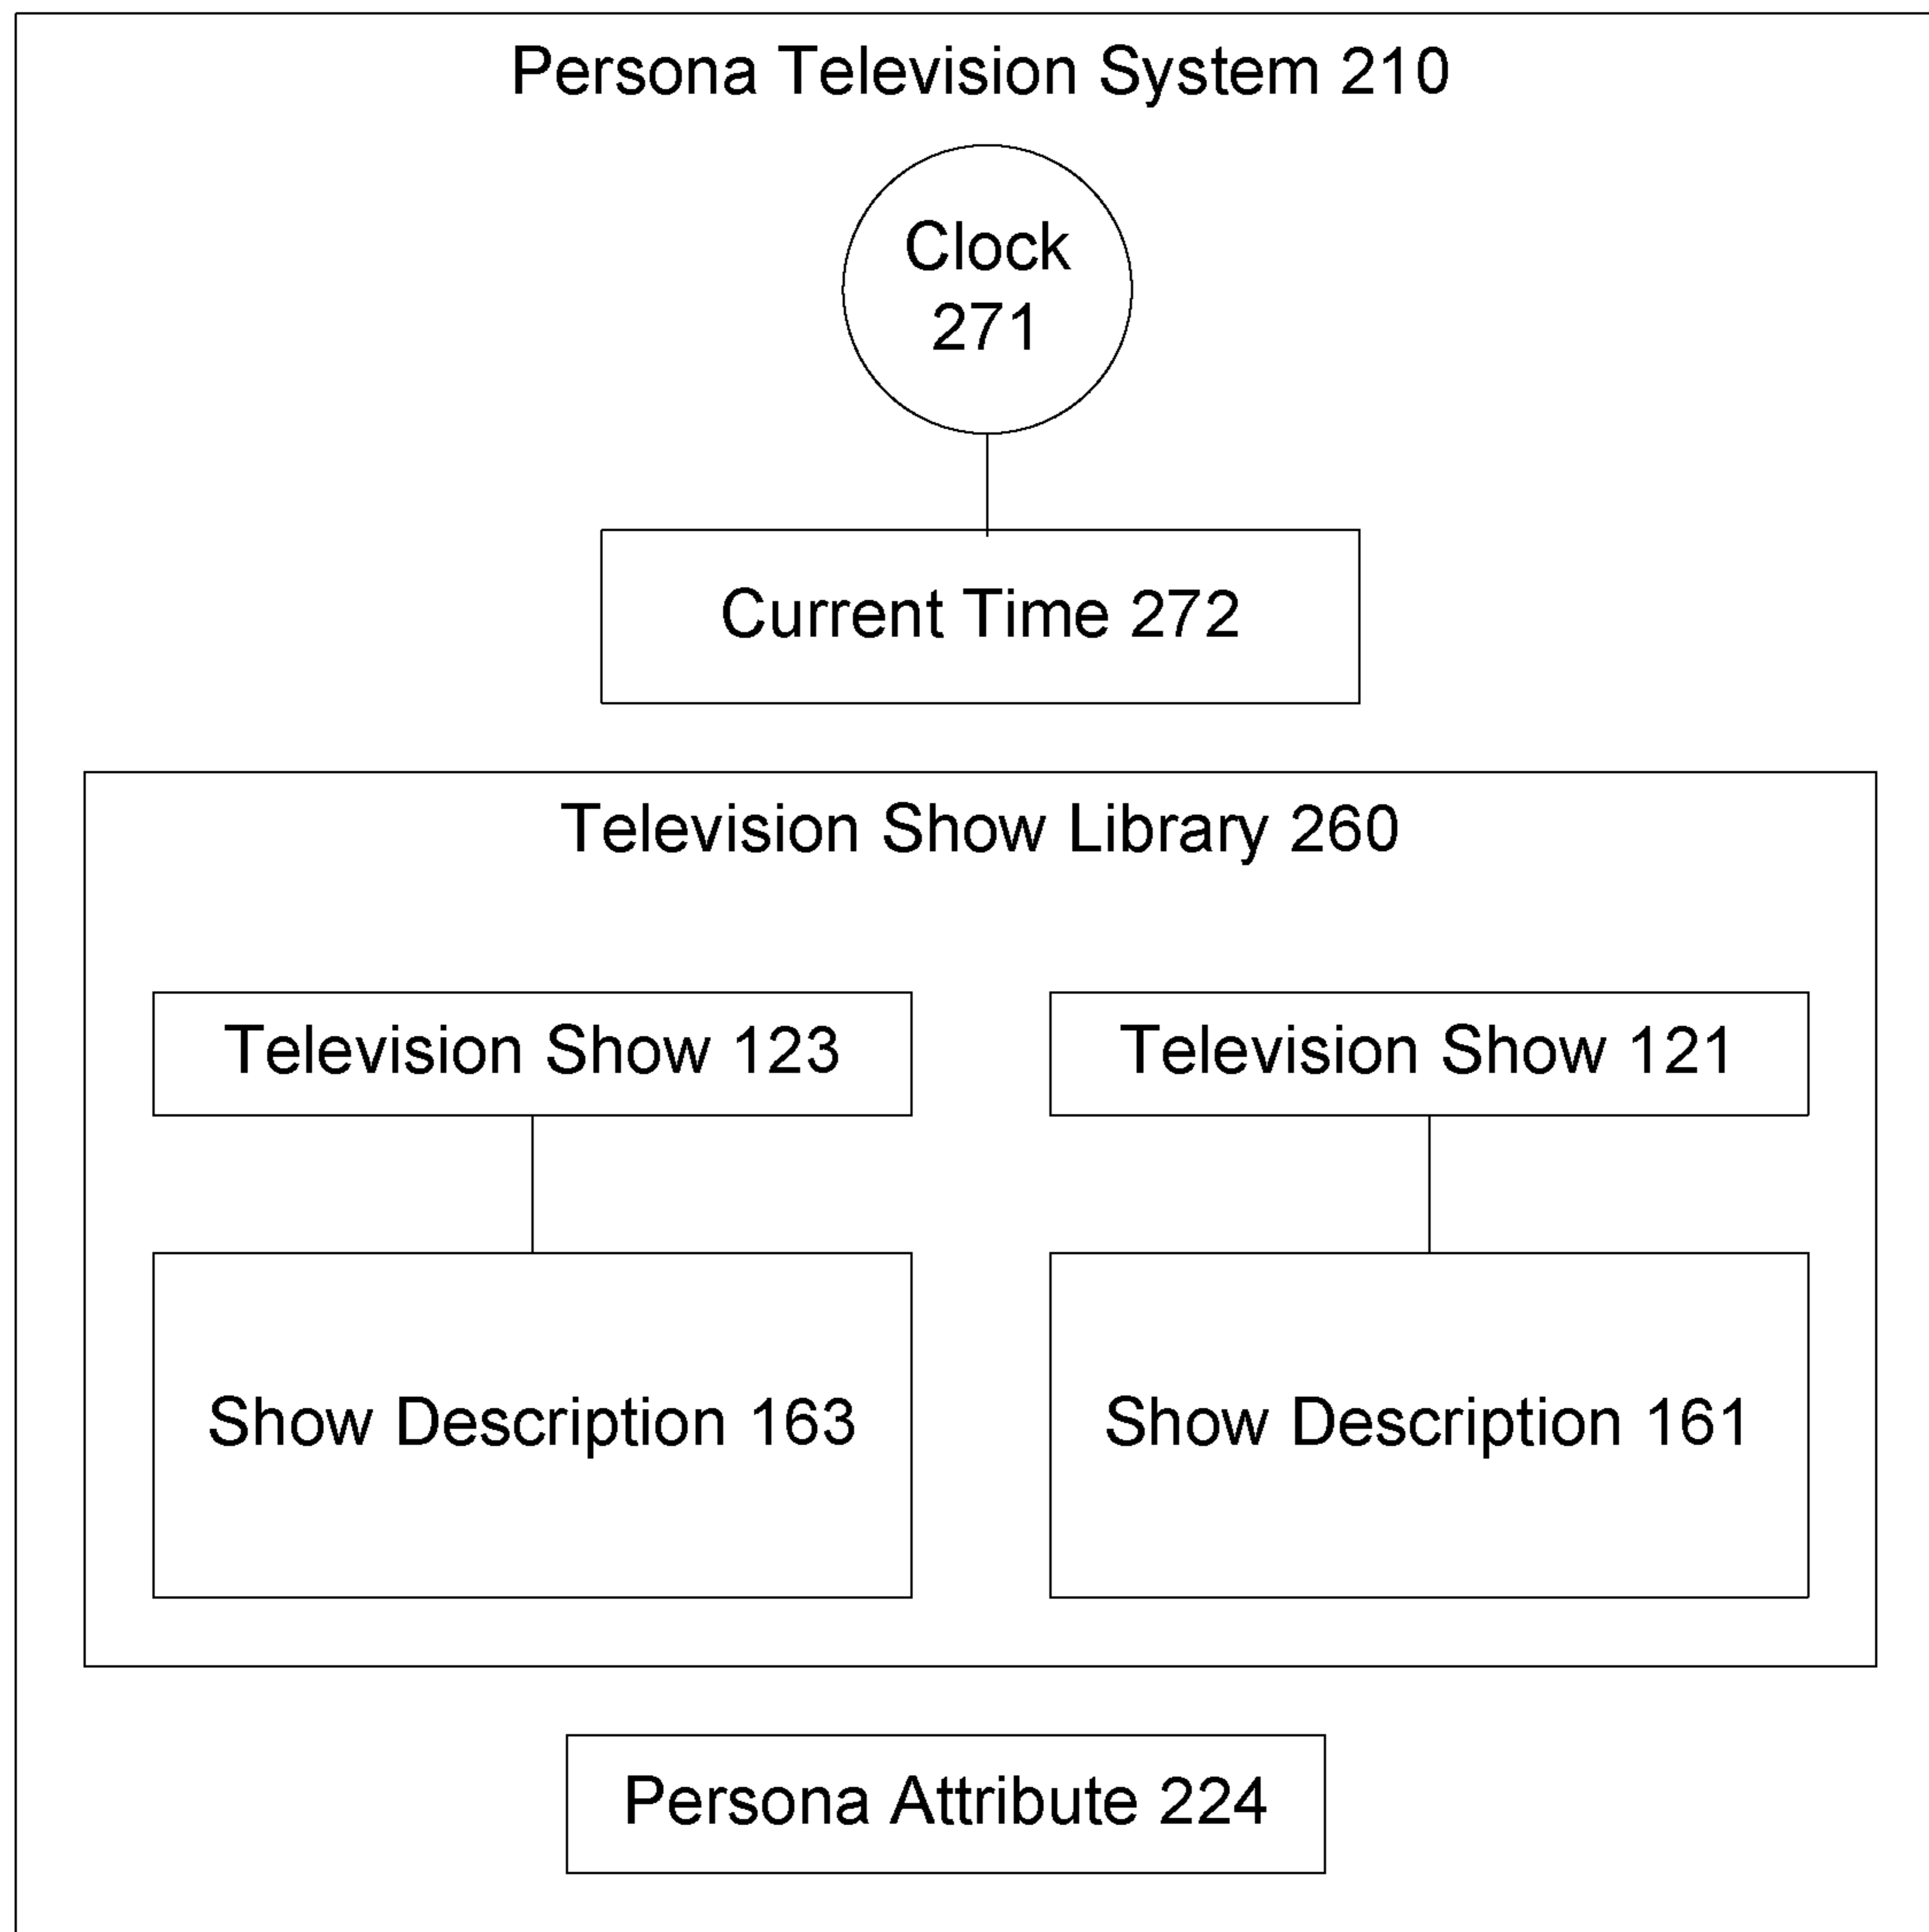 Persona Television System 210
Clock
271
Current Time 272
Television Show Library 260
Television Show 123
Television Show 121
Show Description 163
Show Description 161
Persona Attribute 224